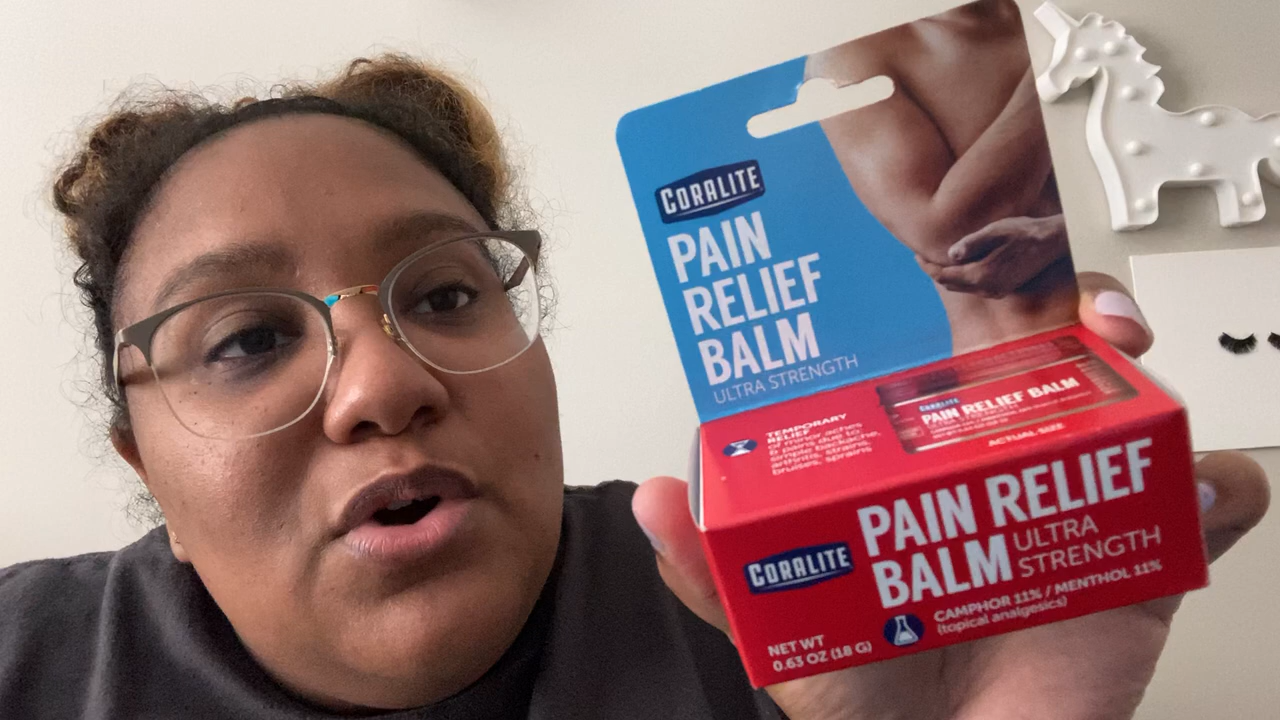 CORALITE
PAIN
RELIEF
BALM
ULTRA STRENGTH
TEMPORARY
RELIEF
of minor aches
& pains due to
simple backache,
arthritis, strains,
bruises, sprains
CORALITE
PAIN RELIEF BALM
ULTRA STRENGTH
ACTUAL SIZE
CORALITE
PAIN RELIEF
BALM ULTRA
STRENGTH
CAMPHOR 11% / MENTHOL 11%
(topical analgesics)
NET WT
0.63 OZ (18 G)